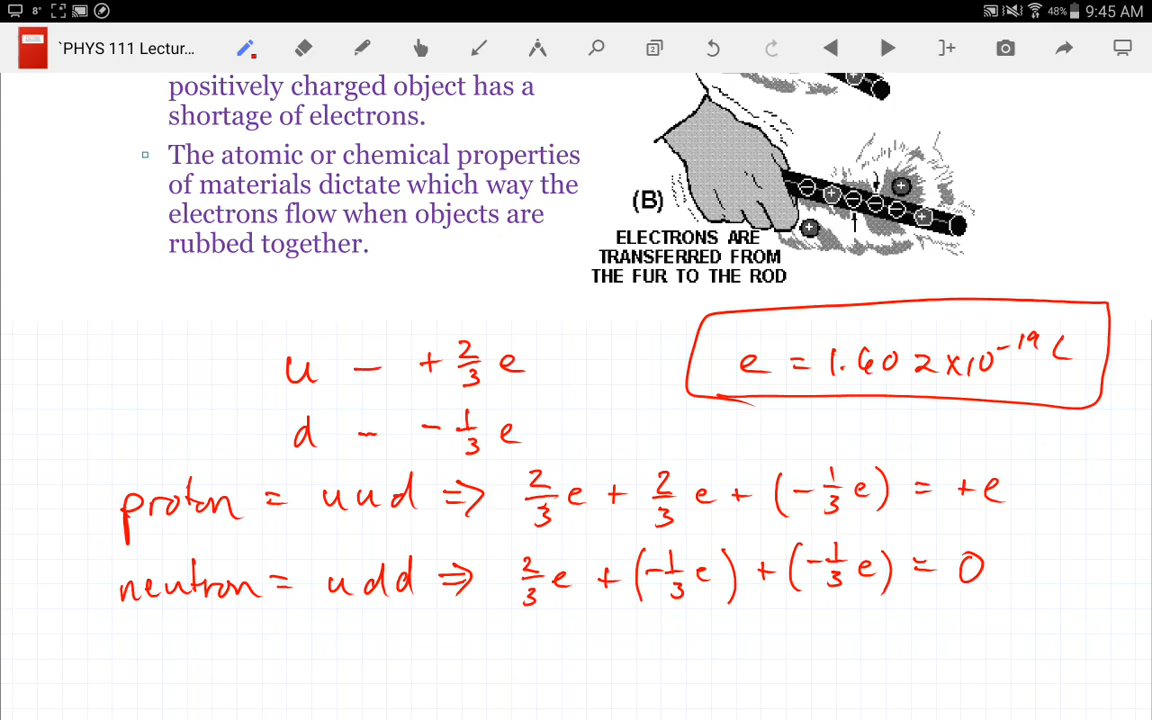 8°
48%
9:45 AM
`PHYS 111 Lectur...
2
positively charged object has a
shortage of electrons.
The atomic or chemical properties
of materials dictate which way the
electrons flow when objects are
rubbed together.
(B)
ELECTRONS ARE
TRANSFERRED FROM
THE FUR TO THE ROD
e = 1.602 x 10⁻¹⁹ C
u – + 2/3 e
d – - 1/3 e
proton = uud ⇒ 2/3 e + 2/3 e + (- 1/3 e) = +e
neutron = udd ⇒ 2/3 e + (- 1/3 e) + (- 1/3 e) = 0